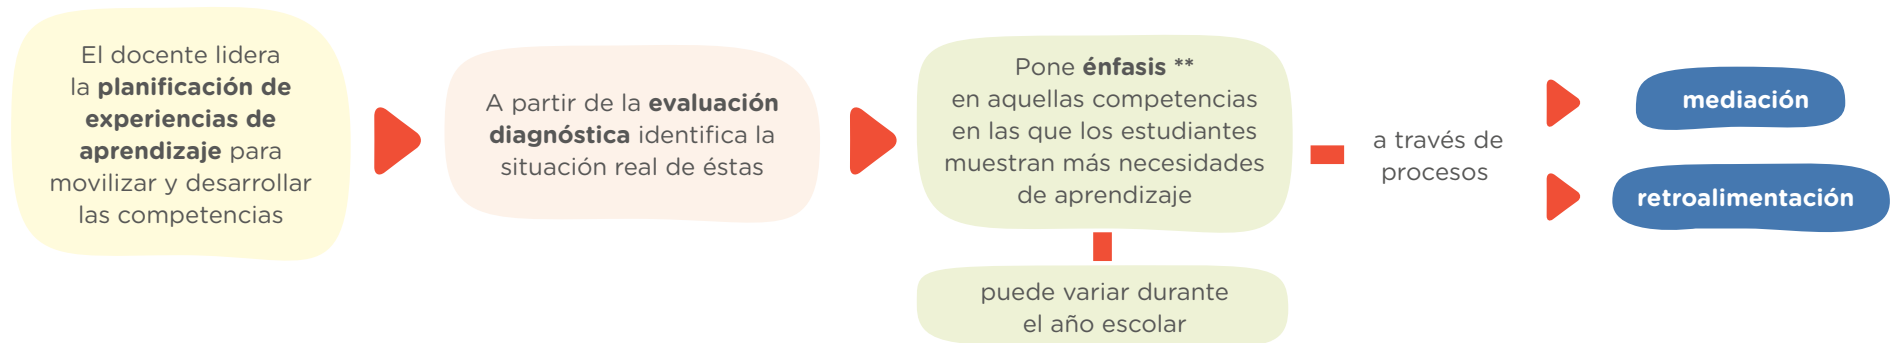 El docente lidera
la planificación de
experiencias de
aprendizaje para
movilizar y desarrollar
las competencias
A partir de la evaluación
diagnóstica identifica la
situación real de éstas
Pone énfasis **
en aquellas competencias
en las que los estudiantes
muestran más necesidades
de aprendizaje
puede variar durante
el año escolar
a través de
procesos
mediación
retroalimentación